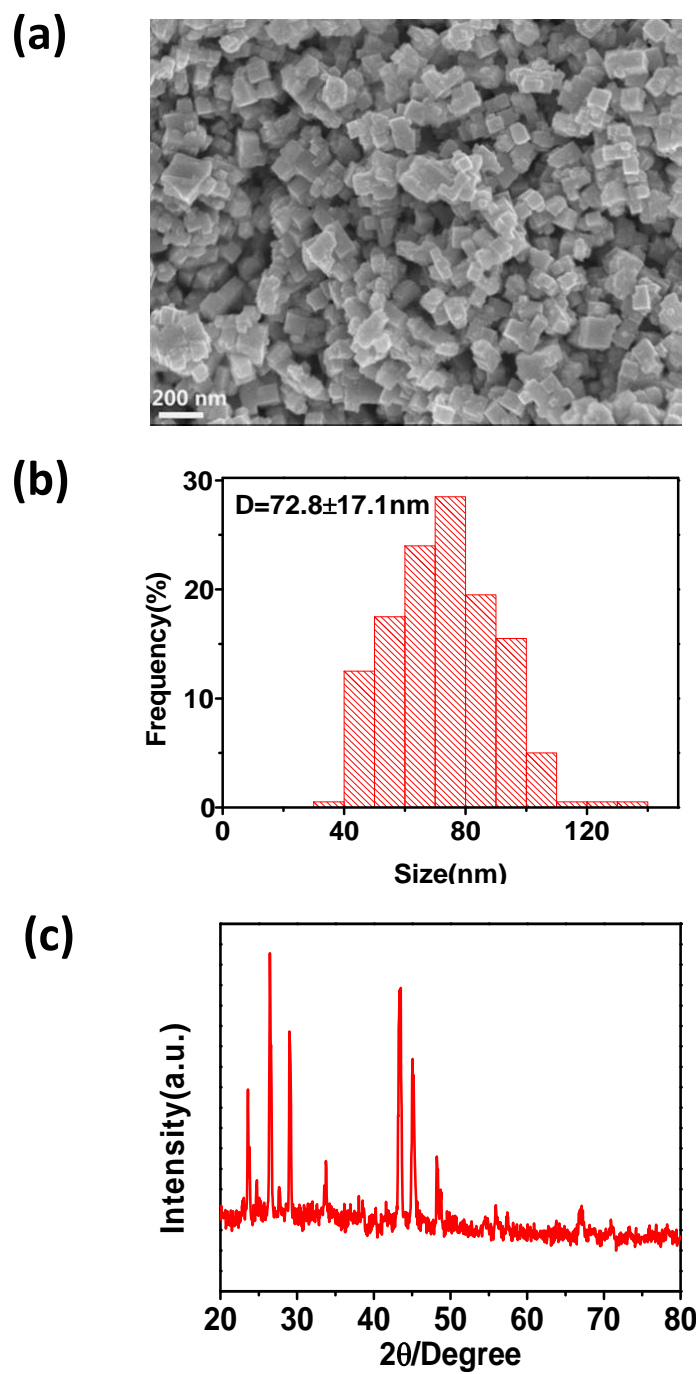 (a)
200 nm
(b)
D=72.8±17.1nm
30
20
10
0
Frequency(%)
0 40 80 120
Size(nm)
(c)
Intensity(a.u.)
20 30 40 50 60 70 80
2θ/Degree